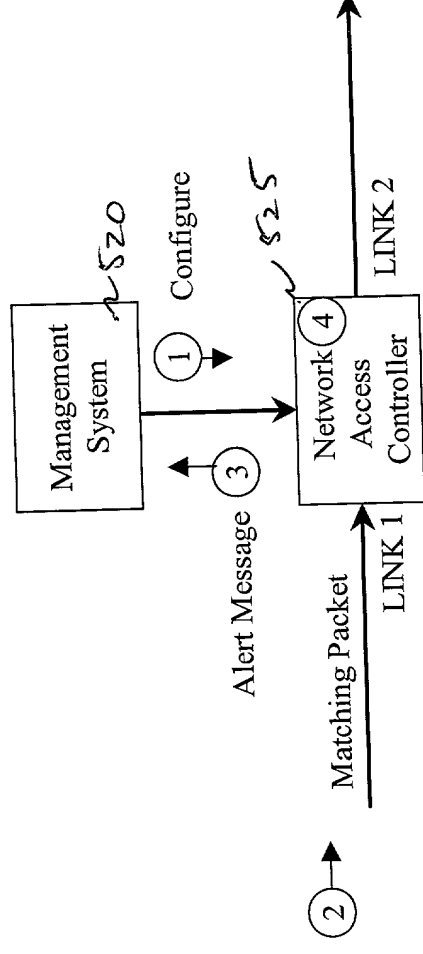 Management
System
520
1
Configure
3
Alert Message
525
Network
Access
Controller
4
Matching Packet
LINK 1
LINK 2
2